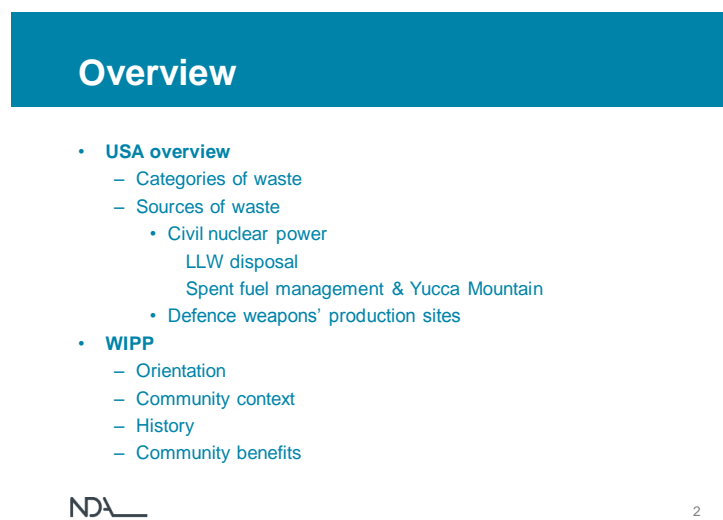 Overview
• USA overview
– Categories of waste
– Sources of waste
• Civil nuclear power
LLW disposal
Spent fuel management & Yucca Mountain
• Defence weapons’ production sites
• WIPP
– Orientation
– Community context
– History
– Community benefits
NDA
2